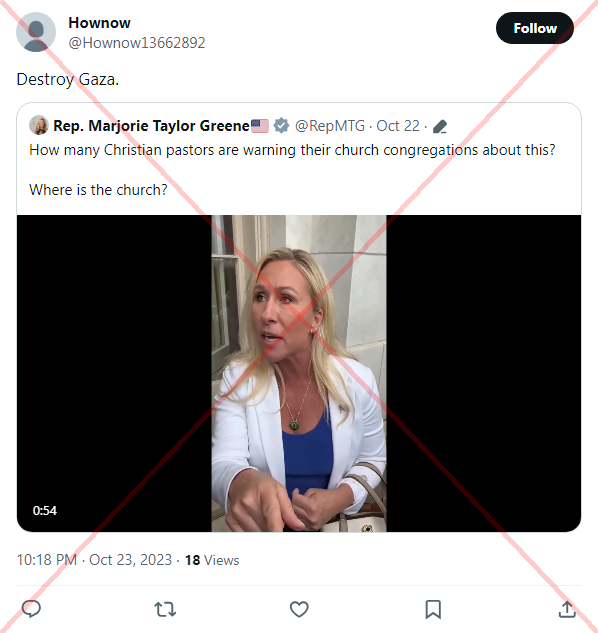 Hownow
@Hownow13662892
Follow
Destroy Gaza.
Rep. Marjorie Taylor Greene🇺🇸 @RepMTG · Oct 22 ·
How many Christian pastors are warning their church congregations about this?
Where is the church?
0:54
10:18 PM · Oct 23, 2023 · 18 Views